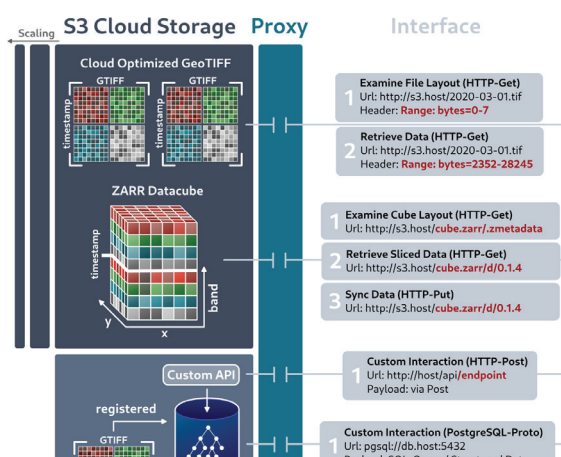 Scaling
S3 Cloud Storage
Proxy
Interface
Cloud Optimized GeoTIFF
GTIFF
GTIFF
timestamp
timestamp
1
Examine File Layout (HTTP-Get)
Url: http://s3.host/2020-03-01.tif
Header: Range: bytes=0-7
2
Retrieve Data (HTTP-Get)
Url: http://s3.host/2020-03-01.tif
Header: Range: bytes=2352-28245
ZARR Datacube
timestamp
band
y
x
1
Examine Cube Layout (HTTP-Get)
Url: http://s3.host/cube.zarr/.zmetadata
2
Retrieve Sliced Data (HTTP-Get)
Url: http://s3.host/cube.zarr/d/0.1.4
3
Sync Data (HTTP-Put)
Url: http://s3.host/cube.zarr/d/0.1.4
Custom API
registered
GTIFF
1
Custom Interaction (HTTP-Post)
Url: http://host/api/endpoint
Payload: via Post
1
Custom Interaction (PostgreSQL-Proto)
Url: pgsql://db.host:5432